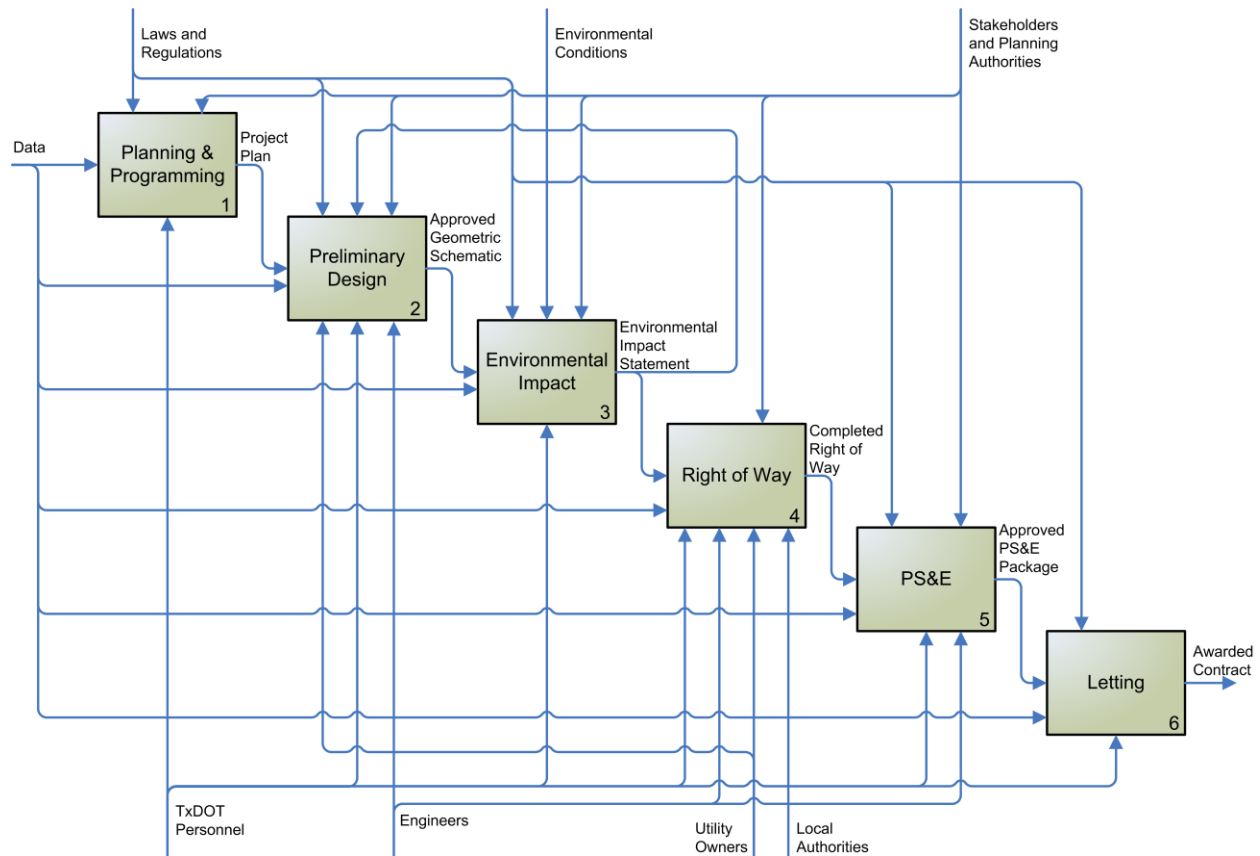 Laws and
Regulations
Environmental
Conditions
Stakeholders
and Planning
Authorities
Data
Planning &
Programming
1
Project
Plan
Preliminary
Design
2
Approved
Geometric
Schematic
Environmental
Impact
3
Environmental
Impact
Statement
Right of Way
4
Completed
Right of
Way
PS&E
5
Approved
PS&E
Package
Letting
6
Awarded
Contract
TxDOT
Personnel
Engineers
Utility
Owners
Local
Authorities